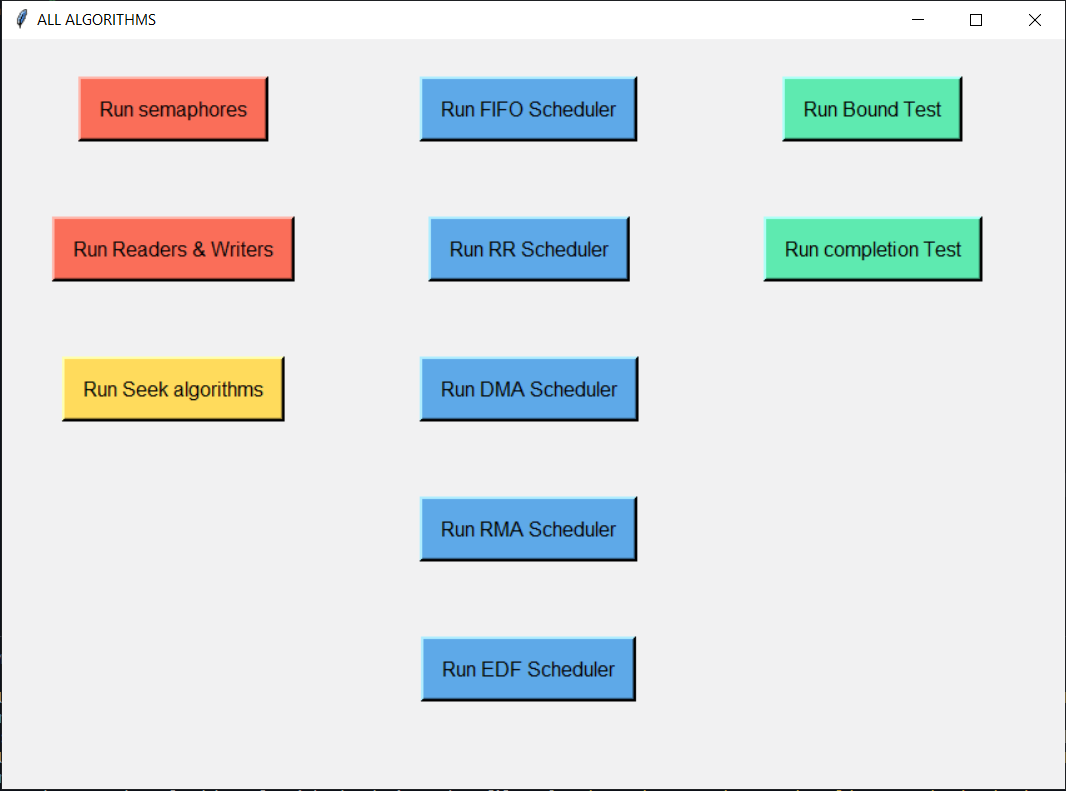 ALL ALGORITHMS
Run semaphores
Run FIFO Scheduler
Run Bound Test
Run Readers & Writers
Run RR Scheduler
Run completion Test
Run Seek algorithms
Run DMA Scheduler
Run RMA Scheduler
Run EDF Scheduler